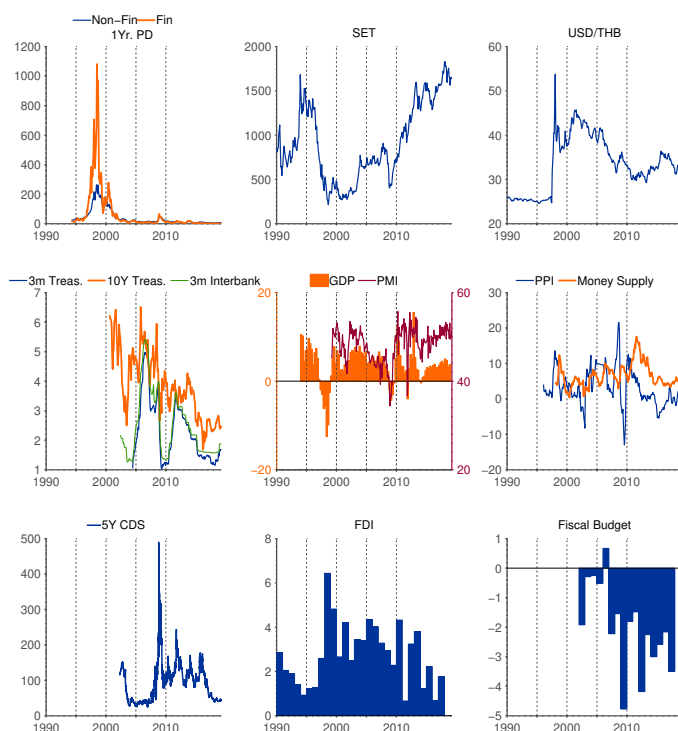 Non−Fin Fin
1Yr. PD
SET
USD/THB
1200
1000
800
600
400
200
0
1990 2000 2010
2000
1500
1000
500
0
1990 2000 2010
60
50
40
30
20
1990 2000 2010
3m Treas. 10Y Treas. 3m Interbank
GDP PMI
PPI Money Supply
7
6
5
4
3
2
1
1990 2000 2010
20
0
−20
60
40
20
1990 2000 2010
30
20
10
0
−10
−20
1990 2000 2010
5Y CDS
FDI
Fiscal Budget
500
400
300
200
100
0
1990 2000 2010
8
6
4
2
0
1990 2000 2010
1
0
−1
−2
−3
−4
−5
1990 2000 2010